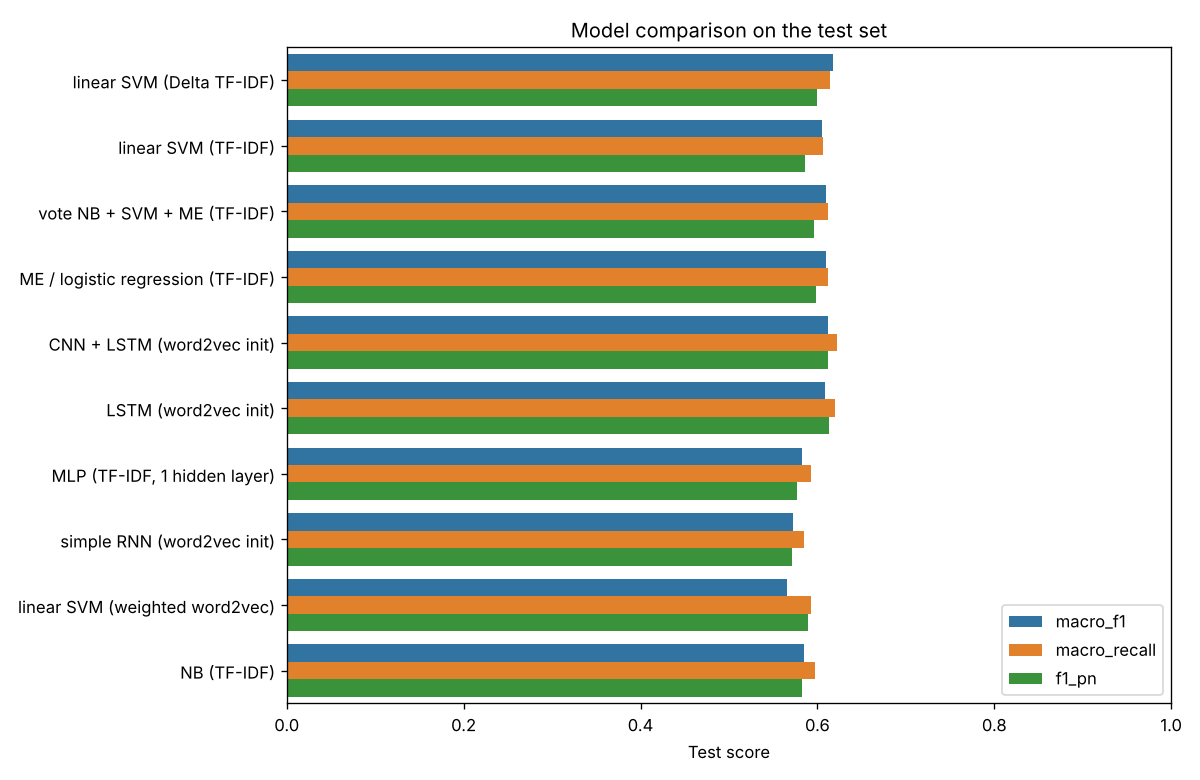 Model comparison on the test set
linear SVM (Delta TF-IDF)
linear SVM (TF-IDF)
vote NB + SVM + ME (TF-IDF)
ME / logistic regression (TF-IDF)
CNN + LSTM (word2vec init)
LSTM (word2vec init)
MLP (TF-IDF, 1 hidden layer)
simple RNN (word2vec init)
linear SVM (weighted word2vec)
NB (TF-IDF)
macro_f1
macro_recall
f1_pn
0.0 0.2 0.4 0.6 0.8 1.0
Test score